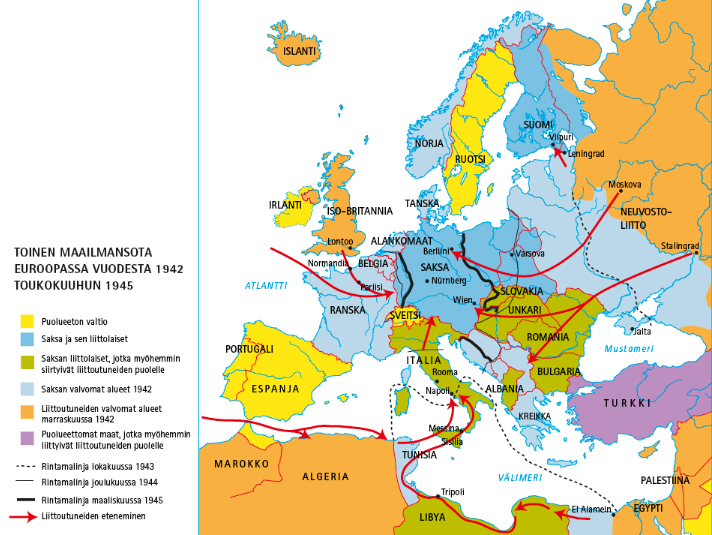 TOINEN MAAILMANSOTA
EUROOPASSA VUODESTA 1942
TOUKOKUUHUN 1945
Puolueeton valtio
Saksa ja sen liittolaiset
Saksan liittolaiset, jotka myöhemmin
siirtyivät liittoutuneiden puolelle
Saksan valvomat alueet 1942
Liittoutuneiden valvomat alueet
marraskuussa 1942
Puolueettomat maat, jotka myöhemmin
liittyivät liittoutuneiden puolelle
Rintamalinja lokakuussa 1943
Rintamalinja joulukuussa 1944
Rintamalinja maaliskuussa 1945
Liittoutuneiden eteneminen
ISLANTI
SUOMI
Viipuri
Leningrad
NORJA
RUOTSI
Moskova
IRLANTI
ISO-BRITANNIA
TANSKA
NEUVOSTO-
LIITTO
Lontoo
ALANKOMAAT
Berliini
Varsova
Stalingrad
Normandia
BELGIA
SAKSA
ATLANTTI
Pariisi
Nürnberg
SLOVAKIA
Wien
UNKARI
RANSKA
SVEITSI
Jalta
ROMANIA
Mustameri
PORTUGALI
ITALIA
BULGARIA
ESPANJA
Rooma
Napoli
ALBANIA
TURKKI
KREIKKA
Messina
Sisilia
MAROKKO
ALGERIA
TUNISIA
VÄLIMERI
PALESTIINA
Tripoli
LIBYA
El Alamein
EGYPTI